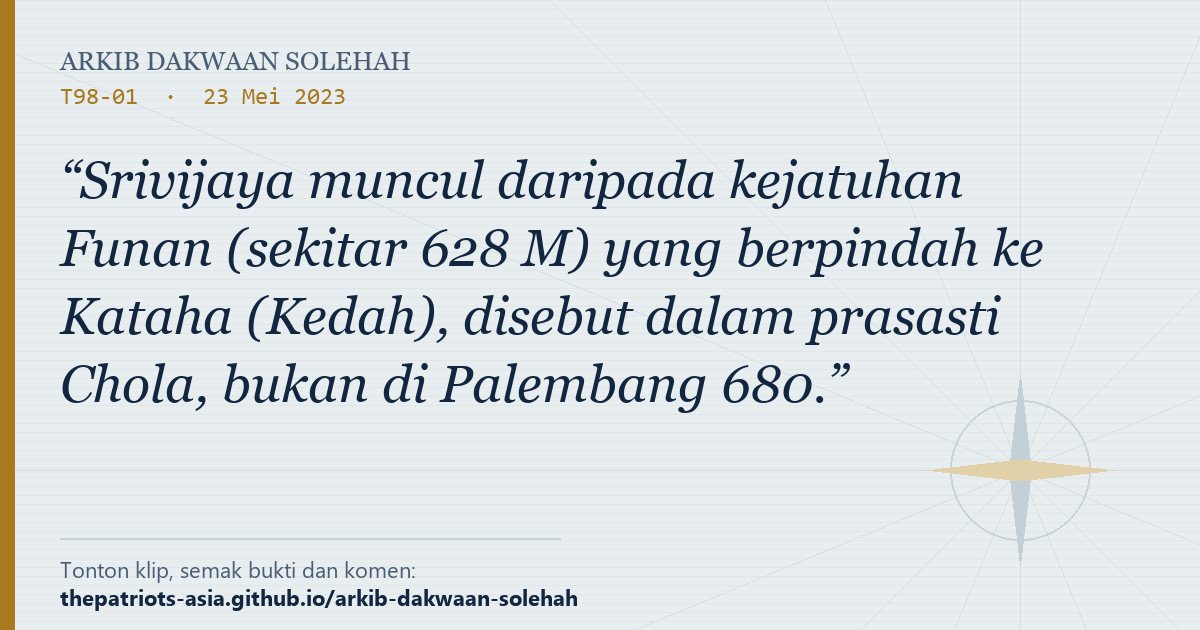 ARKIB DAKWAAN SOLEHAH
T98-01 · 23 Mei 2023
“Srivijaya muncul daripada kejatuhan
Funan (sekitar 628 M) yang berpindah ke
Kataha (Kedah), disebut dalam prasasti
Chola, bukan di Palembang 680.”
Tonton klip, semak bukti dan komen:
thepatriots-asia.github.io/arkib-dakwaan-solehah